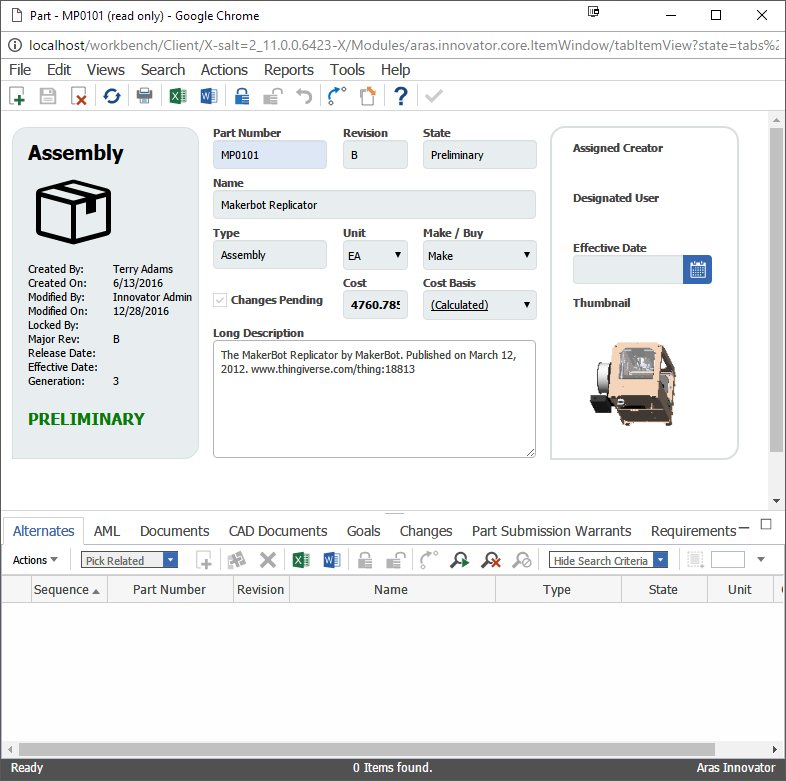 Part - MP0101 (read only) - Google Chrome
localhost/workbench/Client/X-salt=2_11.0.0.6423-X/Modules/aras.innovator.core.ItemWindow/tabItemView?state=tabs%2
File Edit Views Search Actions Reports Tools Help
Assembly
Created By: Terry Adams
Created On: 6/13/2016
Modified By: Innovator Admin
Modified On: 12/28/2016
Locked By:
Major Rev: B
Release Date:
Effective Date:
Generation: 3
PRELIMINARY
Part Number Revision State
MP0101 B Preliminary
Name
Makerbot Replicator
Type Unit Make / Buy
Assembly EA Make
Cost Cost Basis
Changes Pending 4760.785 (Calculated)
Long Description
The MakerBot Replicator by MakerBot. Published on March 12,
2012. www.thingiverse.com/thing:18813
Assigned Creator
Designated User
Effective Date
Thumbnail
Alternates AML Documents CAD Documents Goals Changes Part Submission Warrants Requirements
Actions Pick Related Hide Search Criteria
Sequence Part Number Revision Name Type State Unit
Ready 0 Items found. Aras Innovator